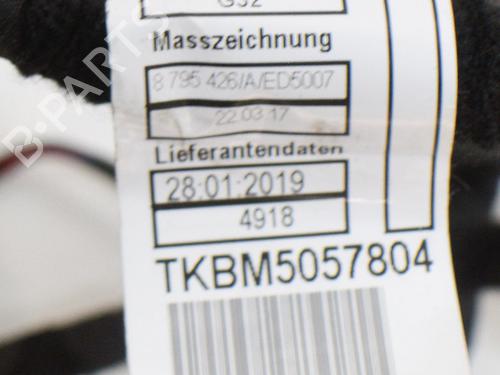 G32
Masszeichnung
8 795 426/A/ED5007
22.03.17
Lieferantendaten
28:01:2019
4918
TKBM5057804
B-PARTS